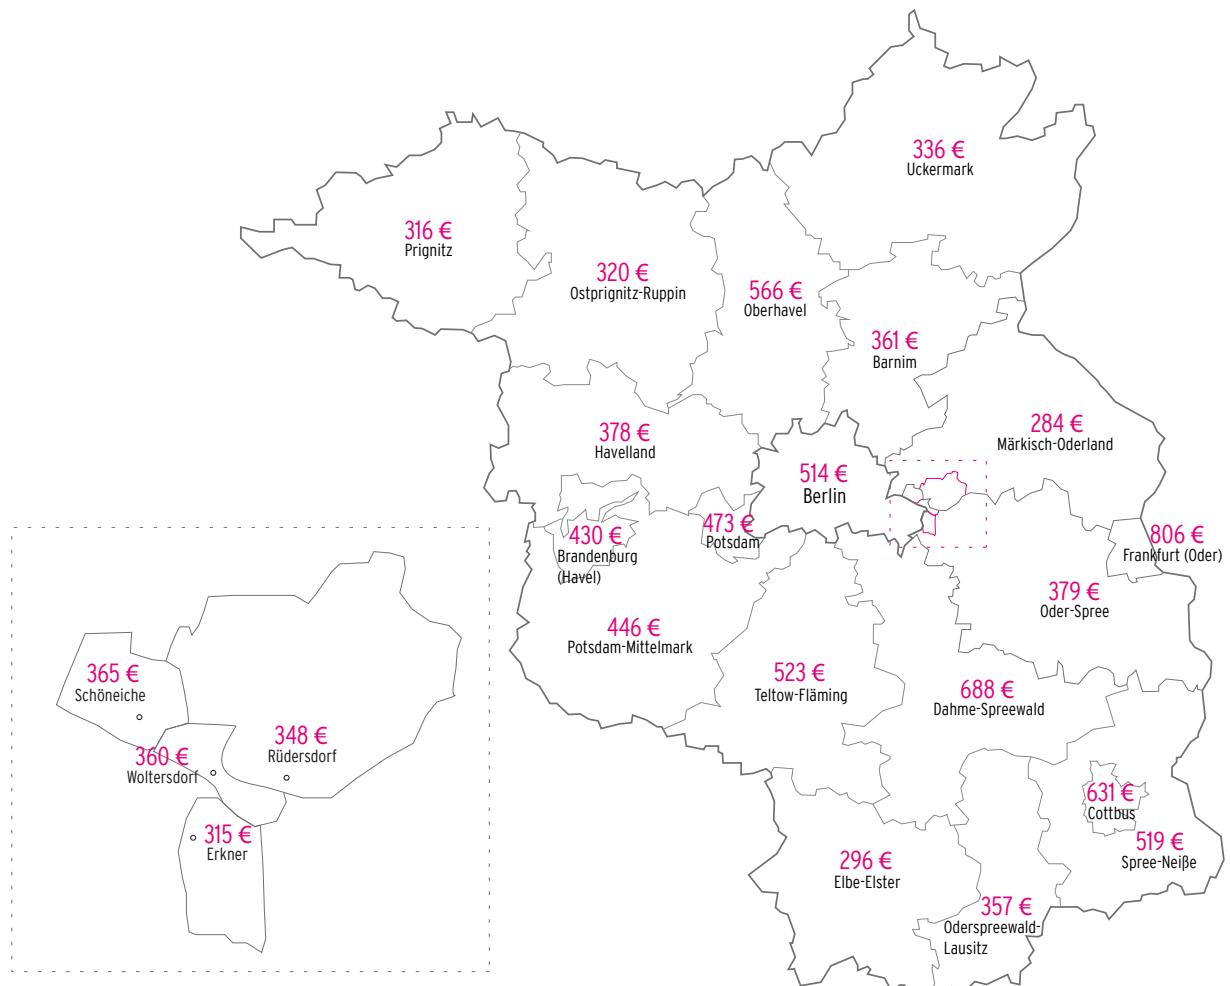 336 €
Uckermark
316 €
Prignitz
320 €
Ostprignitz-Ruppin
566 €
Oberhavel
361 €
Barnim
284 €
Märkisch-Oderland
378 €
Havelland
514 €
Berlin
430 €
Brandenburg
(Havel)
473 €
Potsdam
806 €
Frankfurt (Oder)
379 €
Oder-Spree
446 €
Potsdam-Mittelmark
523 €
Teltow-Fläming
688 €
Dahme-Spreewald
631 €
Cottbus
519 €
Spree-Neiße
296 €
Elbe-Elster
357 €
Oderspreewald-
Lausitz
365 €
Schöneiche
360 €
Woltersdorf
348 €
Rüdersdorf
315 €
Erkner